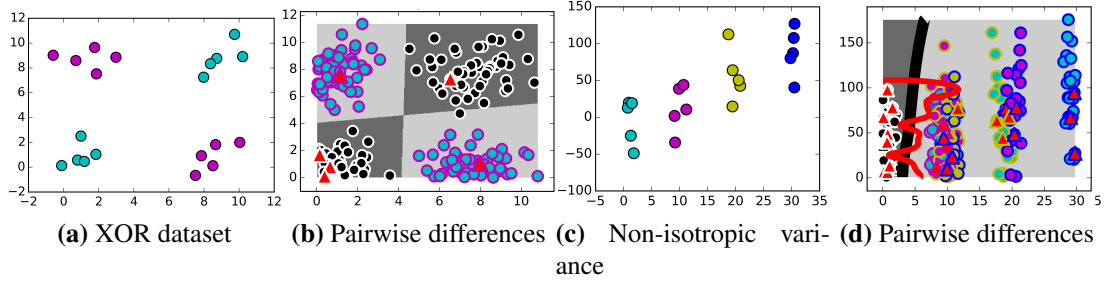 12
10
8
6
4
2
0
−2
−2 0 2 4 6 8 10 12
(a) XOR dataset
12
10
8
6
4
2
0
0 2 4 6 8 10
(b) Pairwise differences
150
100
50
0
−50
−100
−5 0 5 10 15 20 25 30 35
(c) Non-isotropic vari-
ance
150
100
50
0
0 5 10 15 20 25 30
(d) Pairwise differences